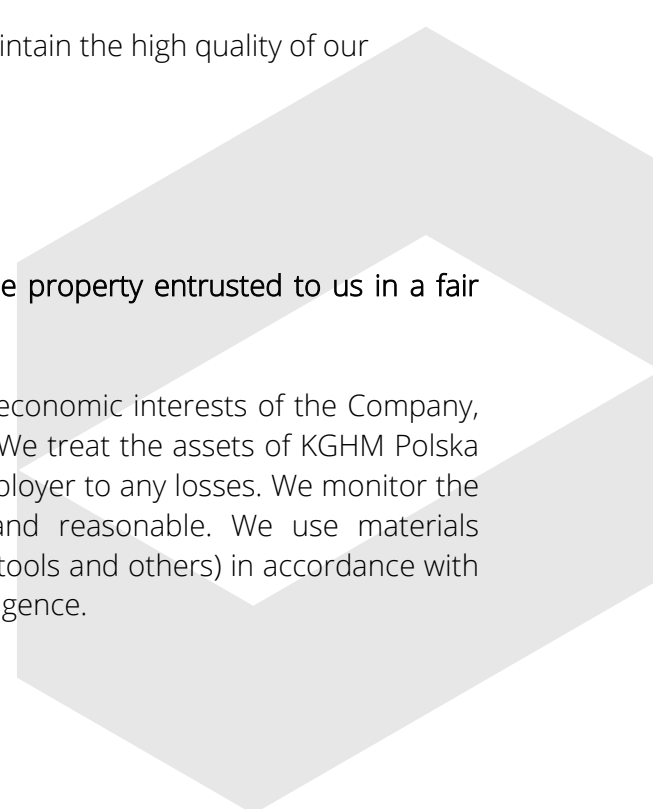 intain the high quality of our
e property entrusted to us in a fair
economic interests of the Company,
We treat the assets of KGHM Polska
ployer to any losses. We monitor the
and reasonable. We use materials
tools and others) in accordance with
gence.